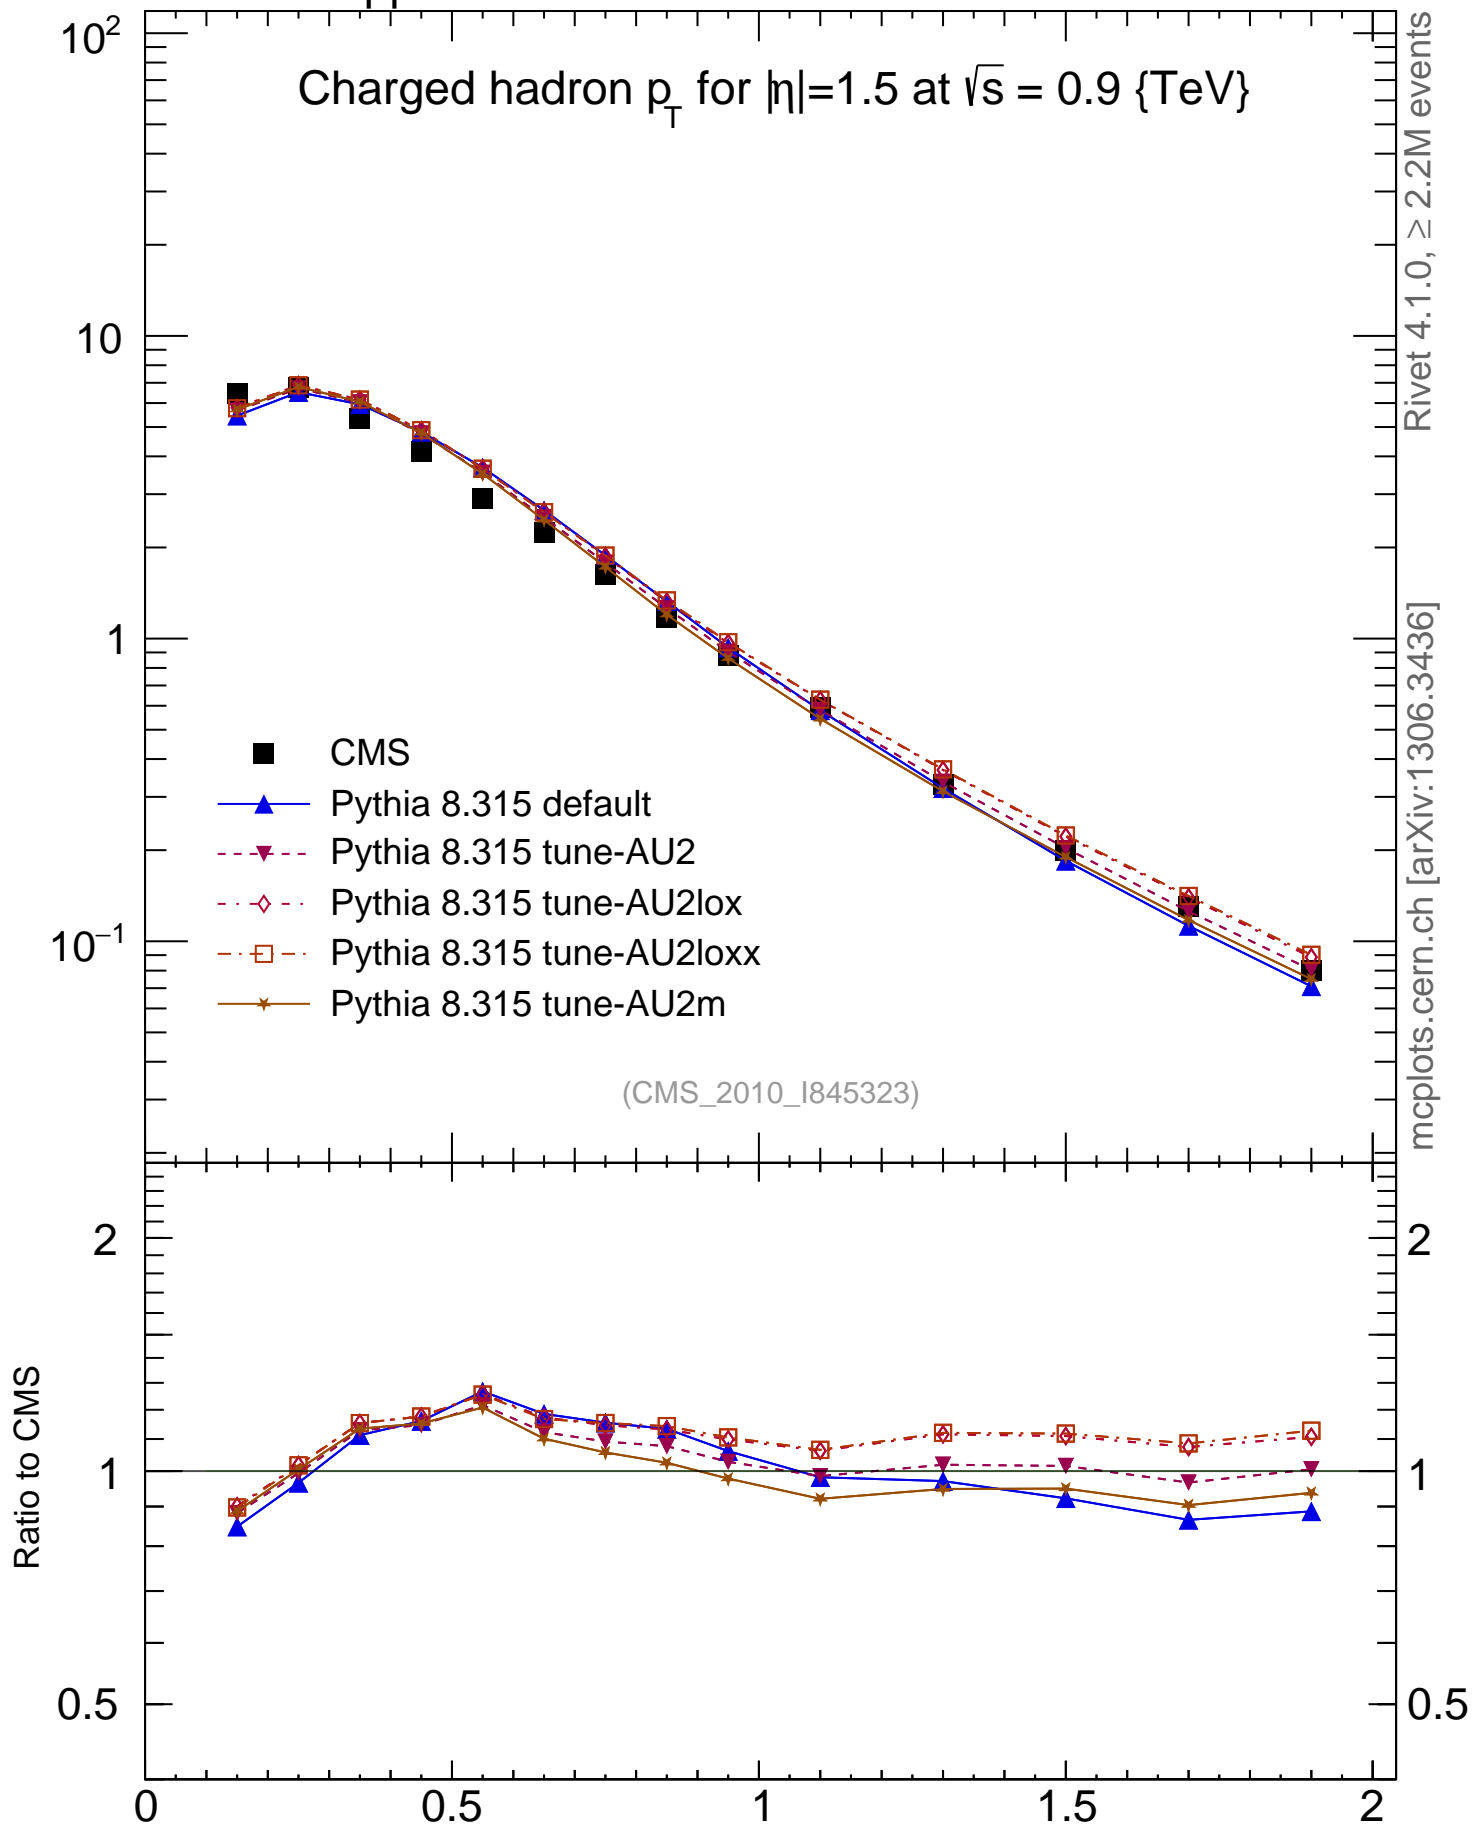 Charged hadron p_T for |η|=1.5 at √s = 0.9 {TeV}
10²
10
1
10⁻¹
CMS
Pythia 8.315 default
Pythia 8.315 tune-AU2
Pythia 8.315 tune-AU2lox
Pythia 8.315 tune-AU2loxx
Pythia 8.315 tune-AU2m
(CMS_2010_I845323)
Rivet 4.1.0, ≥ 2.2M events
mcplots.cern.ch [arXiv:1306.3436]
Ratio to CMS
2
1
0.5
2
1
0.5
0 0.5 1 1.5 2